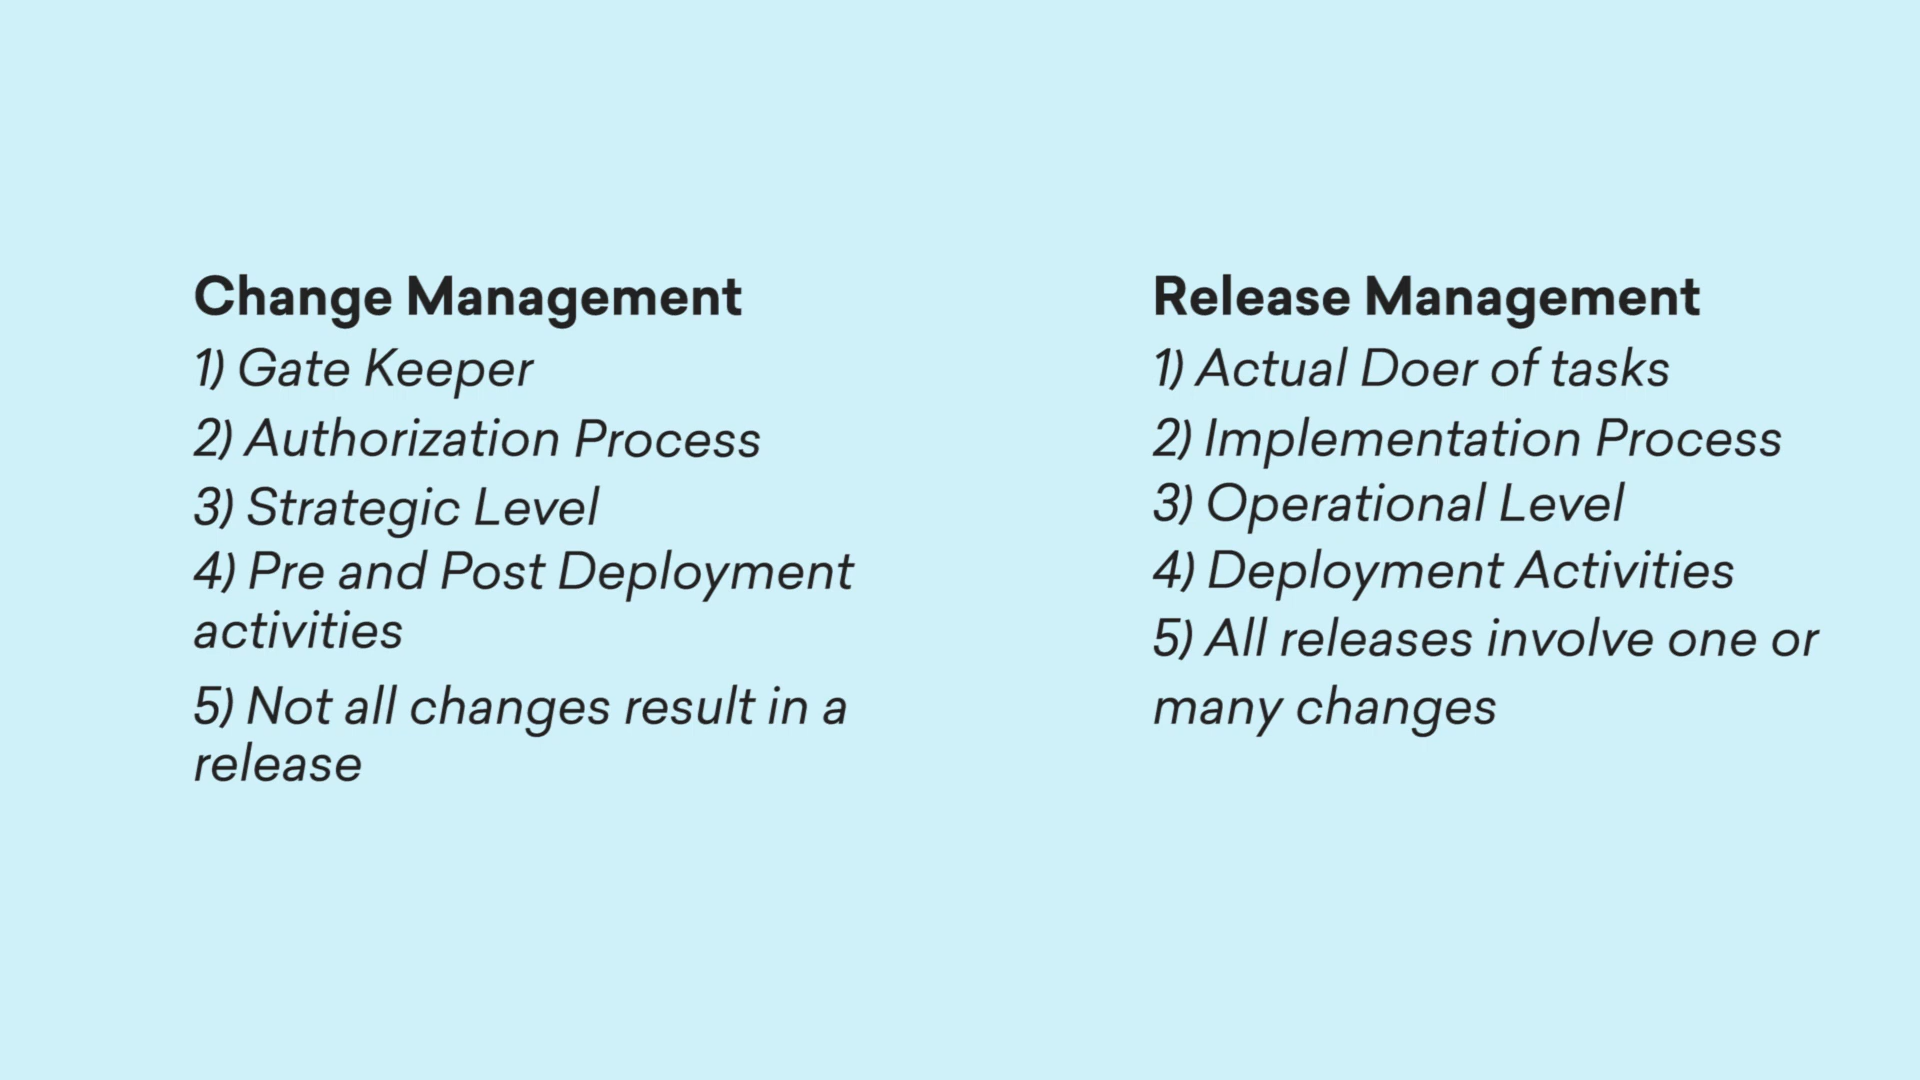 Change Management
1) Gate Keeper
2) Authorization Process
3) Strategic Level
4) Pre and Post Deployment
activities
5) Not all changes result in a
release
Release Management
1) Actual Doer of tasks
2) Implementation Process
3) Operational Level
4) Deployment Activities
5) All releases involve one or
many changes